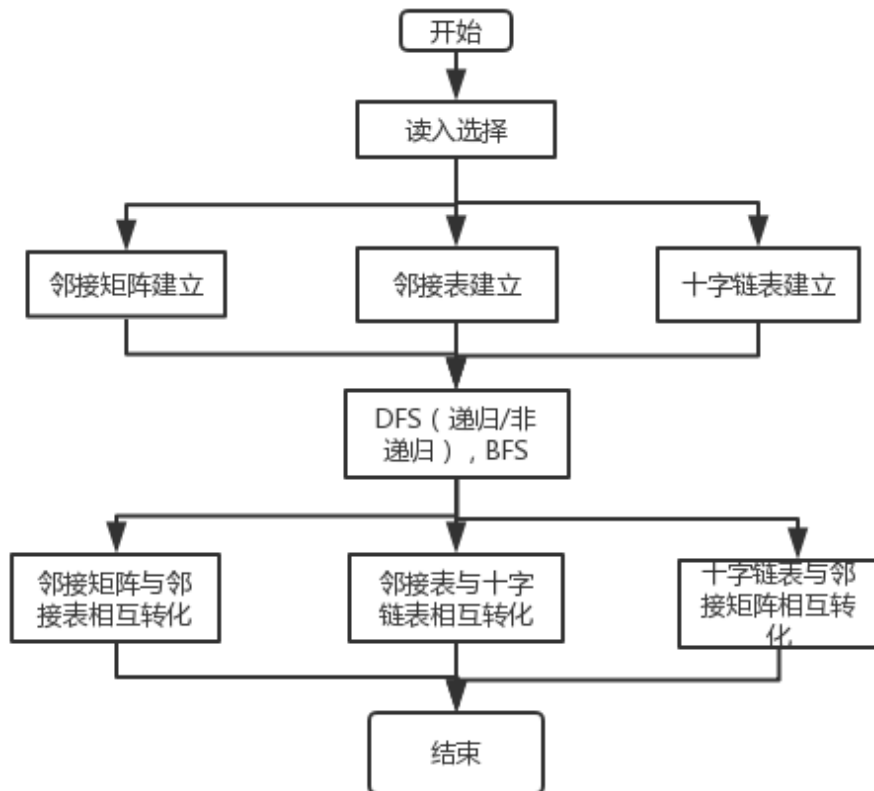 开始
读入选择
邻接矩阵建立
邻接表建立
十字链表建立
DFS（递归/非
递归），BFS
邻接矩阵与邻
接表相互转化
邻接表与十字
链表相互转化
十字链表与邻
接矩阵相互转
化
结束